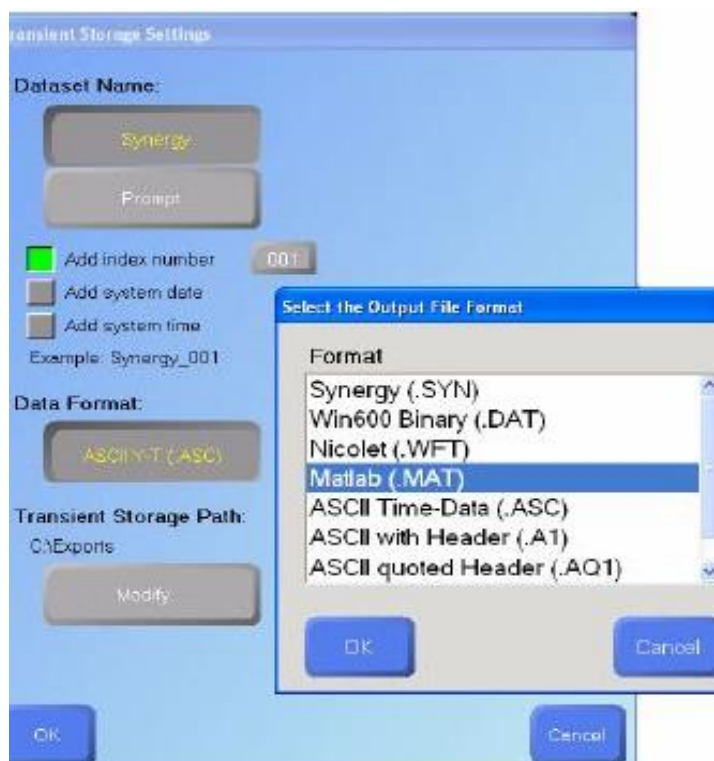 Transient Storage Settings
Dataset Name:
Synergy
Prompt
Add index number
001
Add system date
Add system time
Example: Synergy_001
Data Format:
ASCII Y-T (.ASC)
Transient Storage Path:
C:\Exports
Modify
OK
Cancel
Select the Output File Format
Format
Synergy (.SYN)
Win600 Binary (.DAT)
Nicolet (.WFT)
Matlab (.MAT)
ASCII Time-Data (.ASC)
ASCII with Header (.A1)
ASCII quoted Header (.AQ1)
OK
Cancel